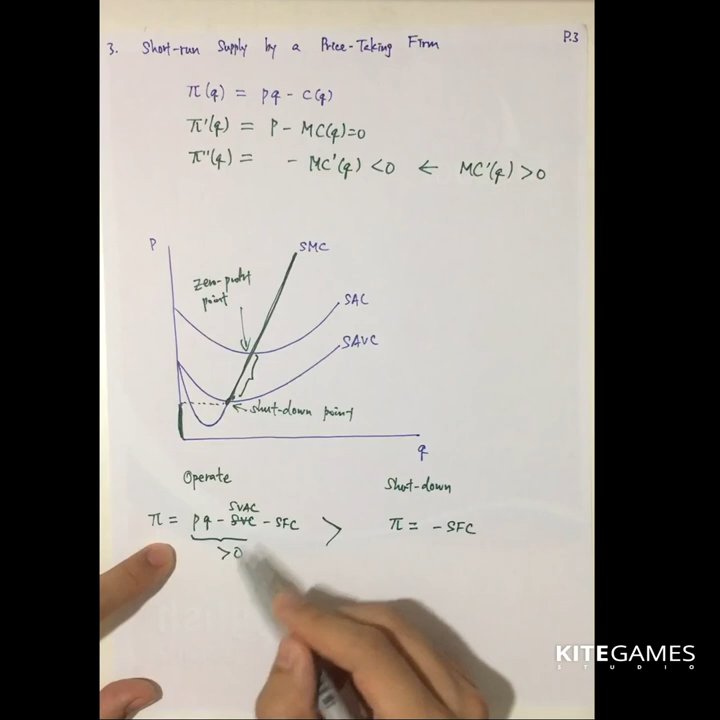 3. Short-run Supply by a Price-Taking Firm P.3
π(q) = pq - C(q)
π'(q) = P - MC(q)=0
π''(q) = - MC'(q) <0 ← MC'(q) >0
P
SMC
zero-profit
point
SAC
SAVC
←shut-down point
q
Operate
Shut-down
SVAC
π = pq - SVC - SFC > π = - SFC
>0
KITEGAMES
STUDIO